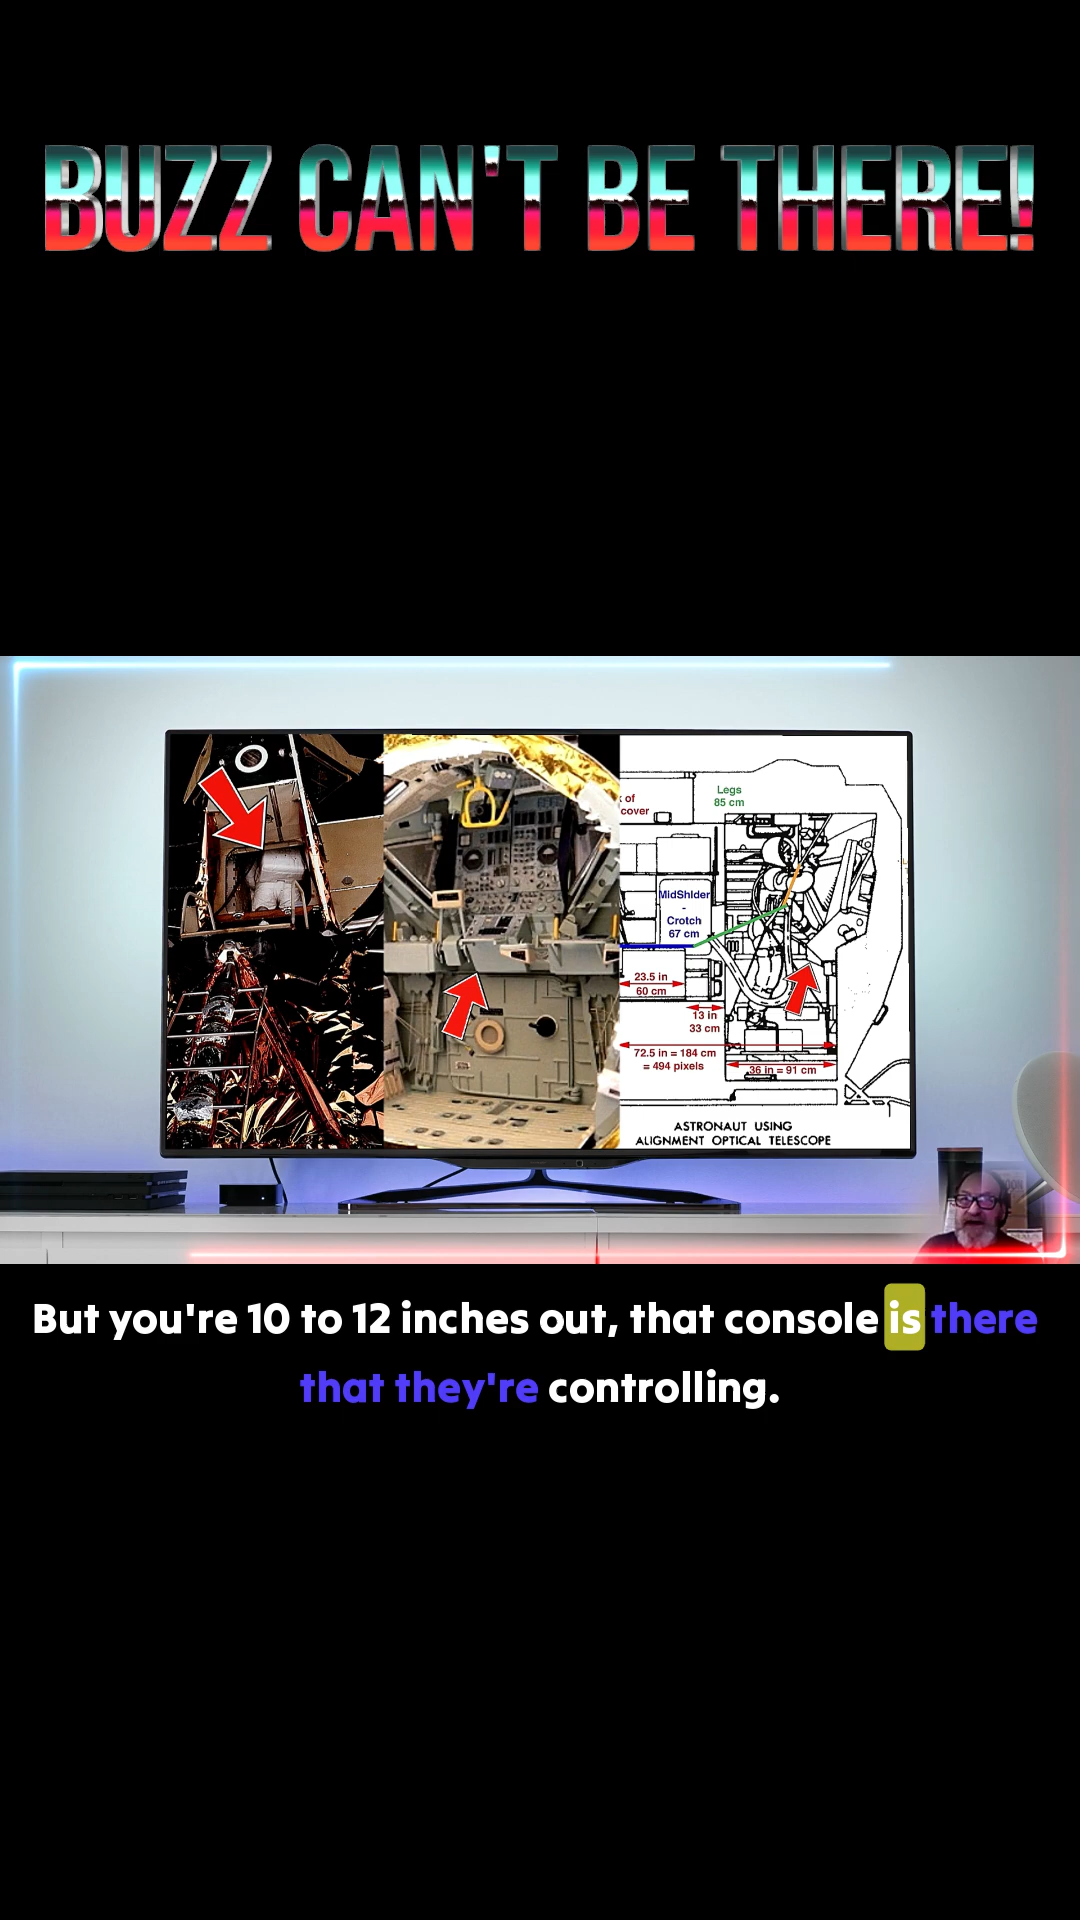 BUZZ CAN'T BE THERE!
of
cover
Legs
85 cm
MidShlder
-
Crotch
67 cm
23.5 in
60 cm
13 in
33 cm
72.5 in = 184 cm
= 494 pixels
36 in = 91 cm
ASTRONAUT USING
ALIGNMENT OPTICAL TELESCOPE
But you're 10 to 12 inches out, that console is there
that they're controlling.